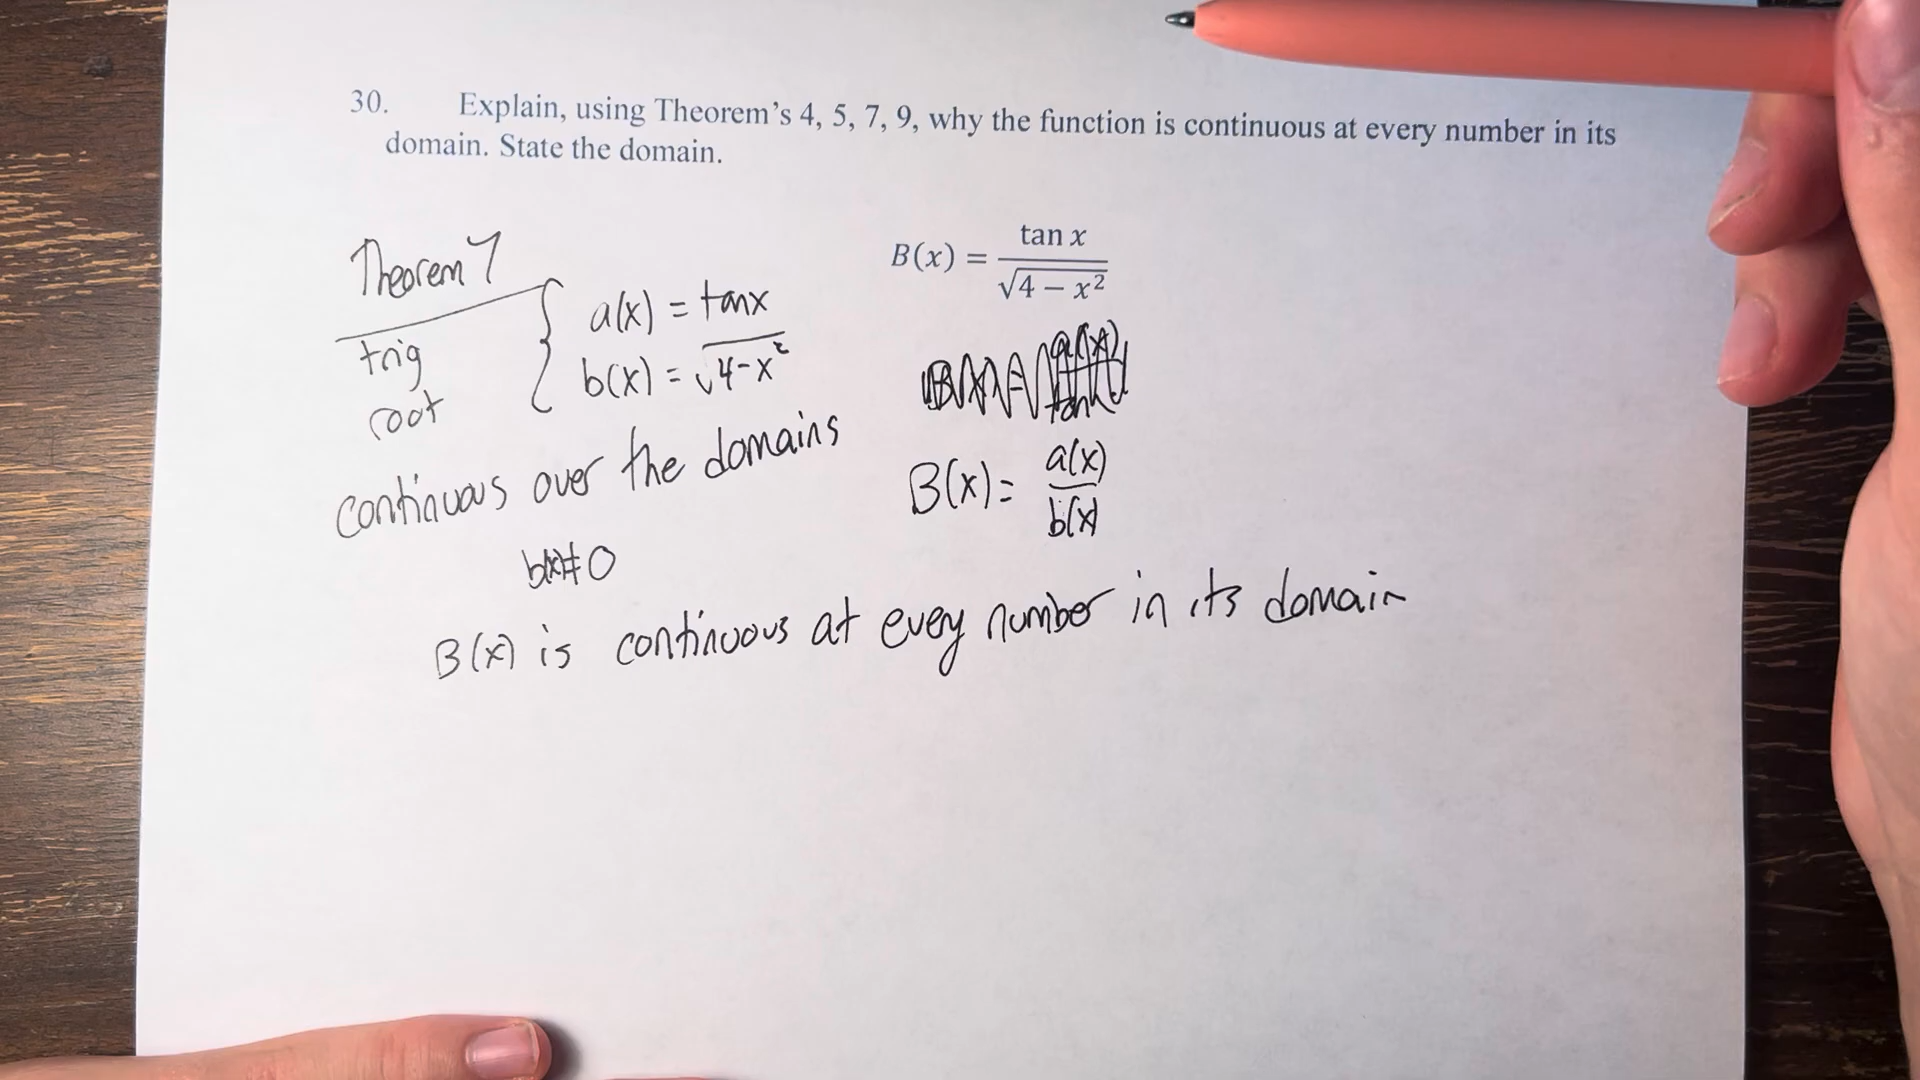 30. Explain, using Theorem's 4, 5, 7, 9, why the function is continuous at every number in its
domain. State the domain.
B(x) = tan x / √4 − x²
Theorem 7
trig
root
a(x) = tanx
b(x) = √4-x²
continuous over the domains
b(x)≠0
B(x)= a(x) / b(x)
B(x) is continuous at every number in its domain